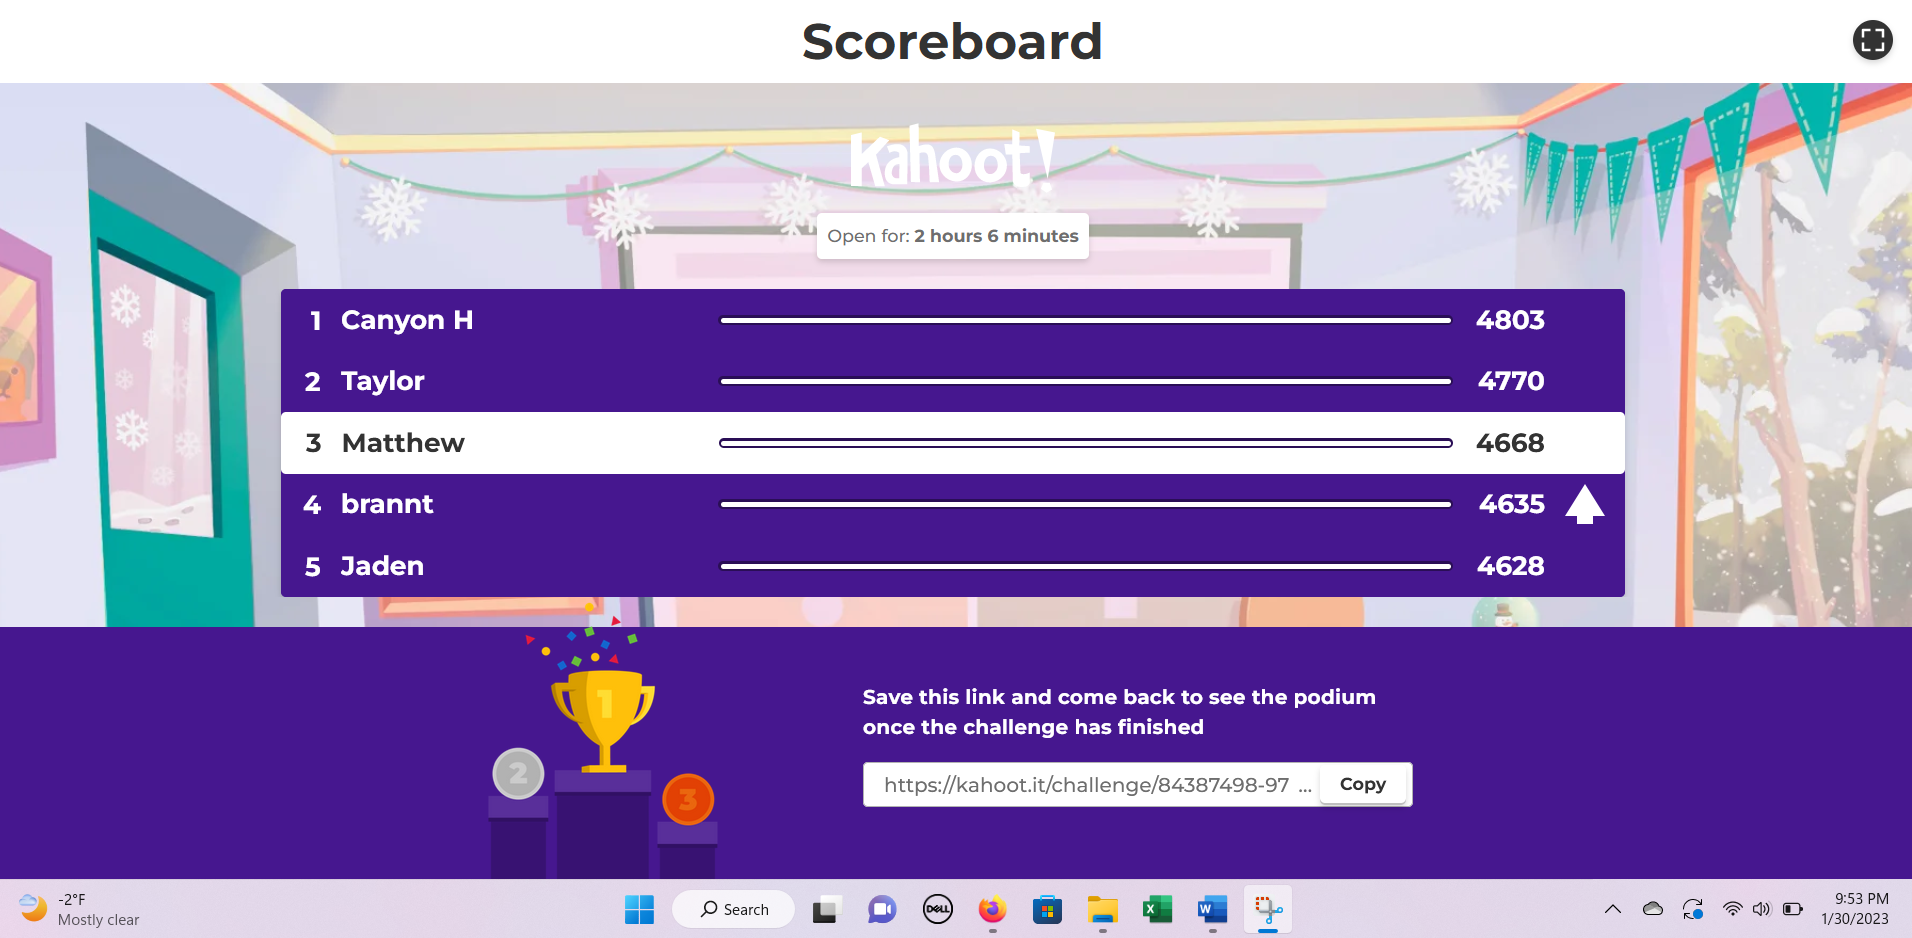 Scoreboard
Kahoot!
Open for: 2 hours 6 minutes
1 Canyon H 4803
2 Taylor 4770
3 Matthew 4668
4 brannt 4635
5 Jaden 4628
1
2
3
Save this link and come back to see the podium
once the challenge has finished
https://kahoot.it/challenge/84387498-97 ... Copy
-2°F
Mostly clear
Search
DELL
X
W
9:53 PM
1/30/2023